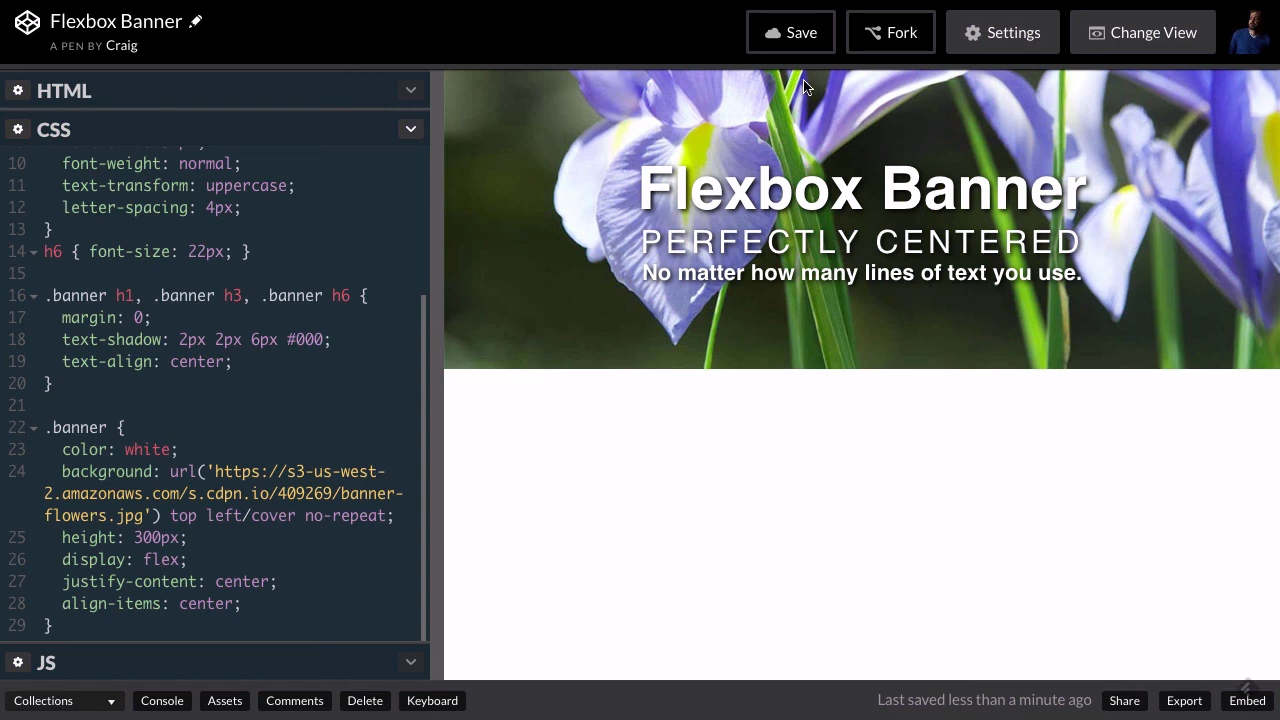 Flexbox Banner
A PEN BY Craig
Save
Fork
Settings
Change View
HTML
CSS
10 font-weight: normal;
11 text-transform: uppercase;
12 letter-spacing: 4px;
13 }
14 h6 { font-size: 22px; }
15
16 .banner h1, .banner h3, .banner h6 {
17 margin: 0;
18 text-shadow: 2px 2px 6px #000;
19 text-align: center;
20 }
21
22 .banner {
23 color: white;
24 background: url('https://s3-us-west-
2.amazonaws.com/s.cdpn.io/409269/banner-
flowers.jpg') top left/cover no-repeat;
25 height: 300px;
26 display: flex;
27 justify-content: center;
28 align-items: center;
29 }
JS
Flexbox Banner
PERFECTLY CENTERED
No matter how many lines of text you use.
Collections
Console
Assets
Comments
Delete
Keyboard
Last saved less than a minute ago
Share
Export
Embed